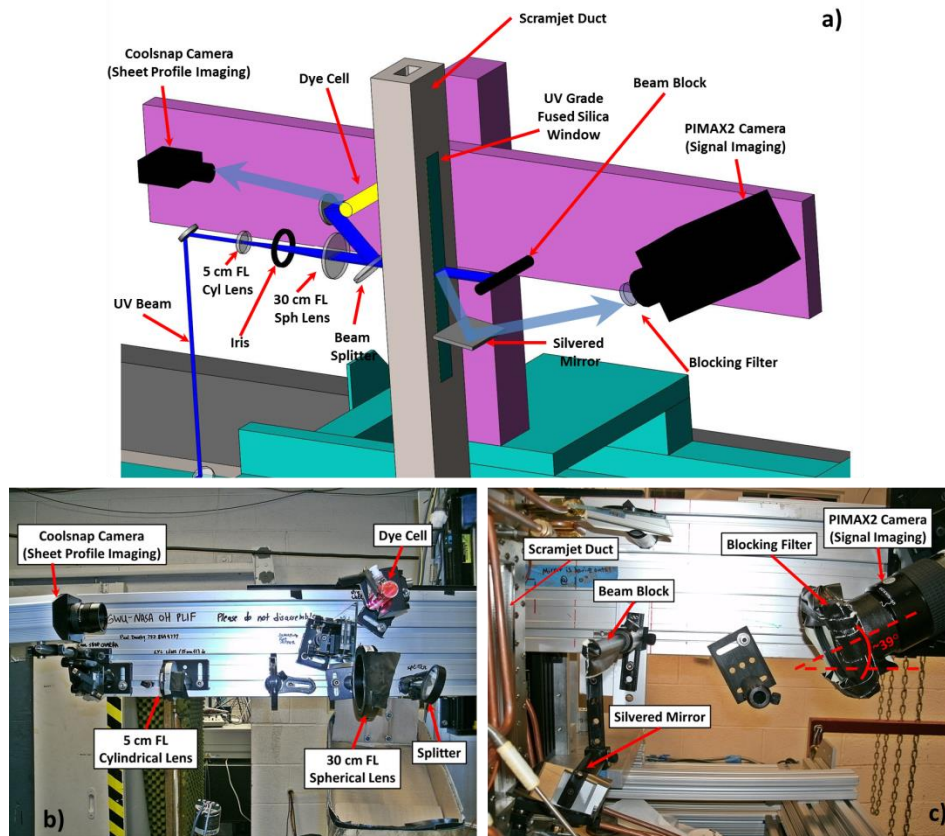 a)
Scramjet Duct
Coolsnap Camera
(Sheet Profile Imaging)
Dye Cell
UV Grade
Fused Silica
Window
Beam Block
PIMAX2 Camera
(Signal Imaging)
5 cm FL
Cyl Lens
30 cm FL
Sph Lens
UV Beam
Iris
Beam
Splitter
Silvered
Mirror
Blocking Filter
Coolsnap Camera
(Sheet Profile Imaging)
Dye Cell
GWU-NASA OH PLIF
Please do not disassemble
5 cm FL
Cylindrical Lens
30 cm FL
Spherical Lens
Splitter
b)
PIMAX2 Camera
(Signal Imaging)
Blocking Filter
Scramjet Duct
Beam Block
~39°
Silvered Mirror
c)